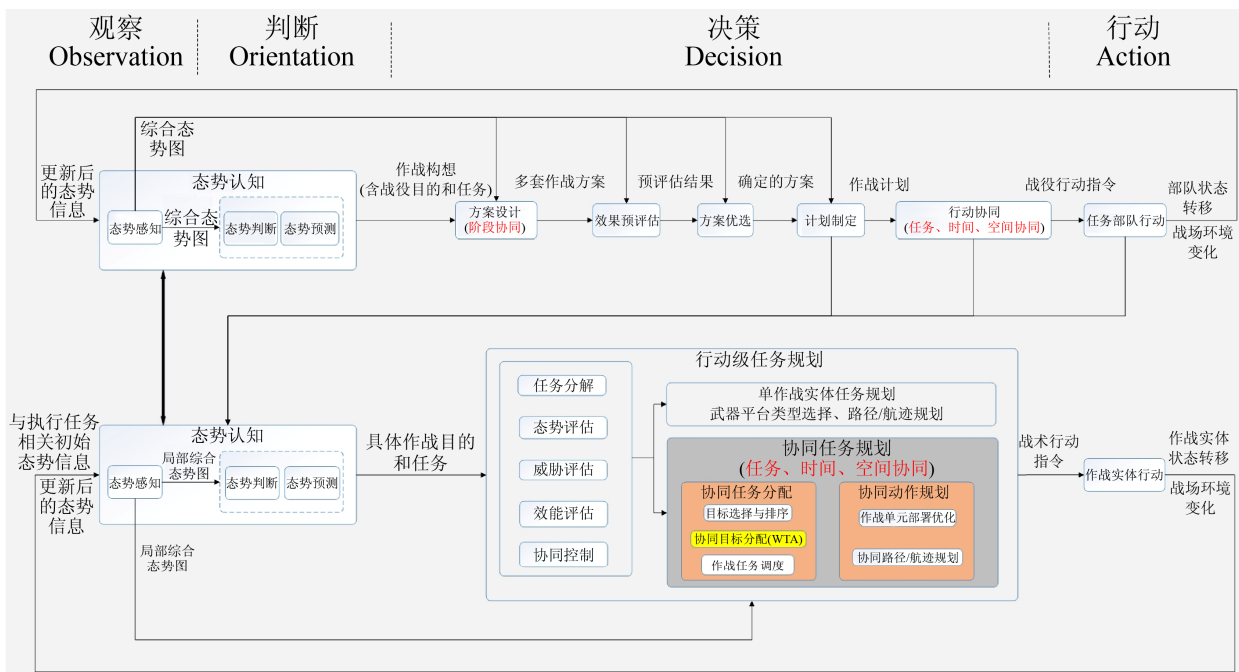 观察
Observation
判断
Orientation
决策
Decision
行动
Action
综合态
势图
更新后
的态势
信息
态势认知
态势感知
综合态
势图
态势判断
态势预测
作战构想
(含战役目的和任务)
方案设计
(阶段协同)
多套作战方案
效果预评估
预评估结果
方案优选
确定的方案
计划制定
作战计划
行动协同
(任务、时间、空间协同)
战役行动指令
任务部队行动
部队状态
转移
战场环境
变化
与执行任务
相关初始
态势信息
更新后
的态势
信息
态势认知
态势感知
局部综合
态势图
态势判断
态势预测
局部综合
态势图
具体作战目的
和任务
行动级任务规划
任务分解
态势评估
威胁评估
效能评估
协同控制
单作战实体任务规划
武器平台类型选择、路径/航迹规划
协同任务规划
(任务、时间、空间协同)
协同任务分配
目标选择与排序
协同目标分配(WTA)
作战任务调度
协同动作规划
作战单元部署优化
协同路径/航迹规划
战术行动
指令
作战实体行动
作战实体
状态转移
战场环境
变化